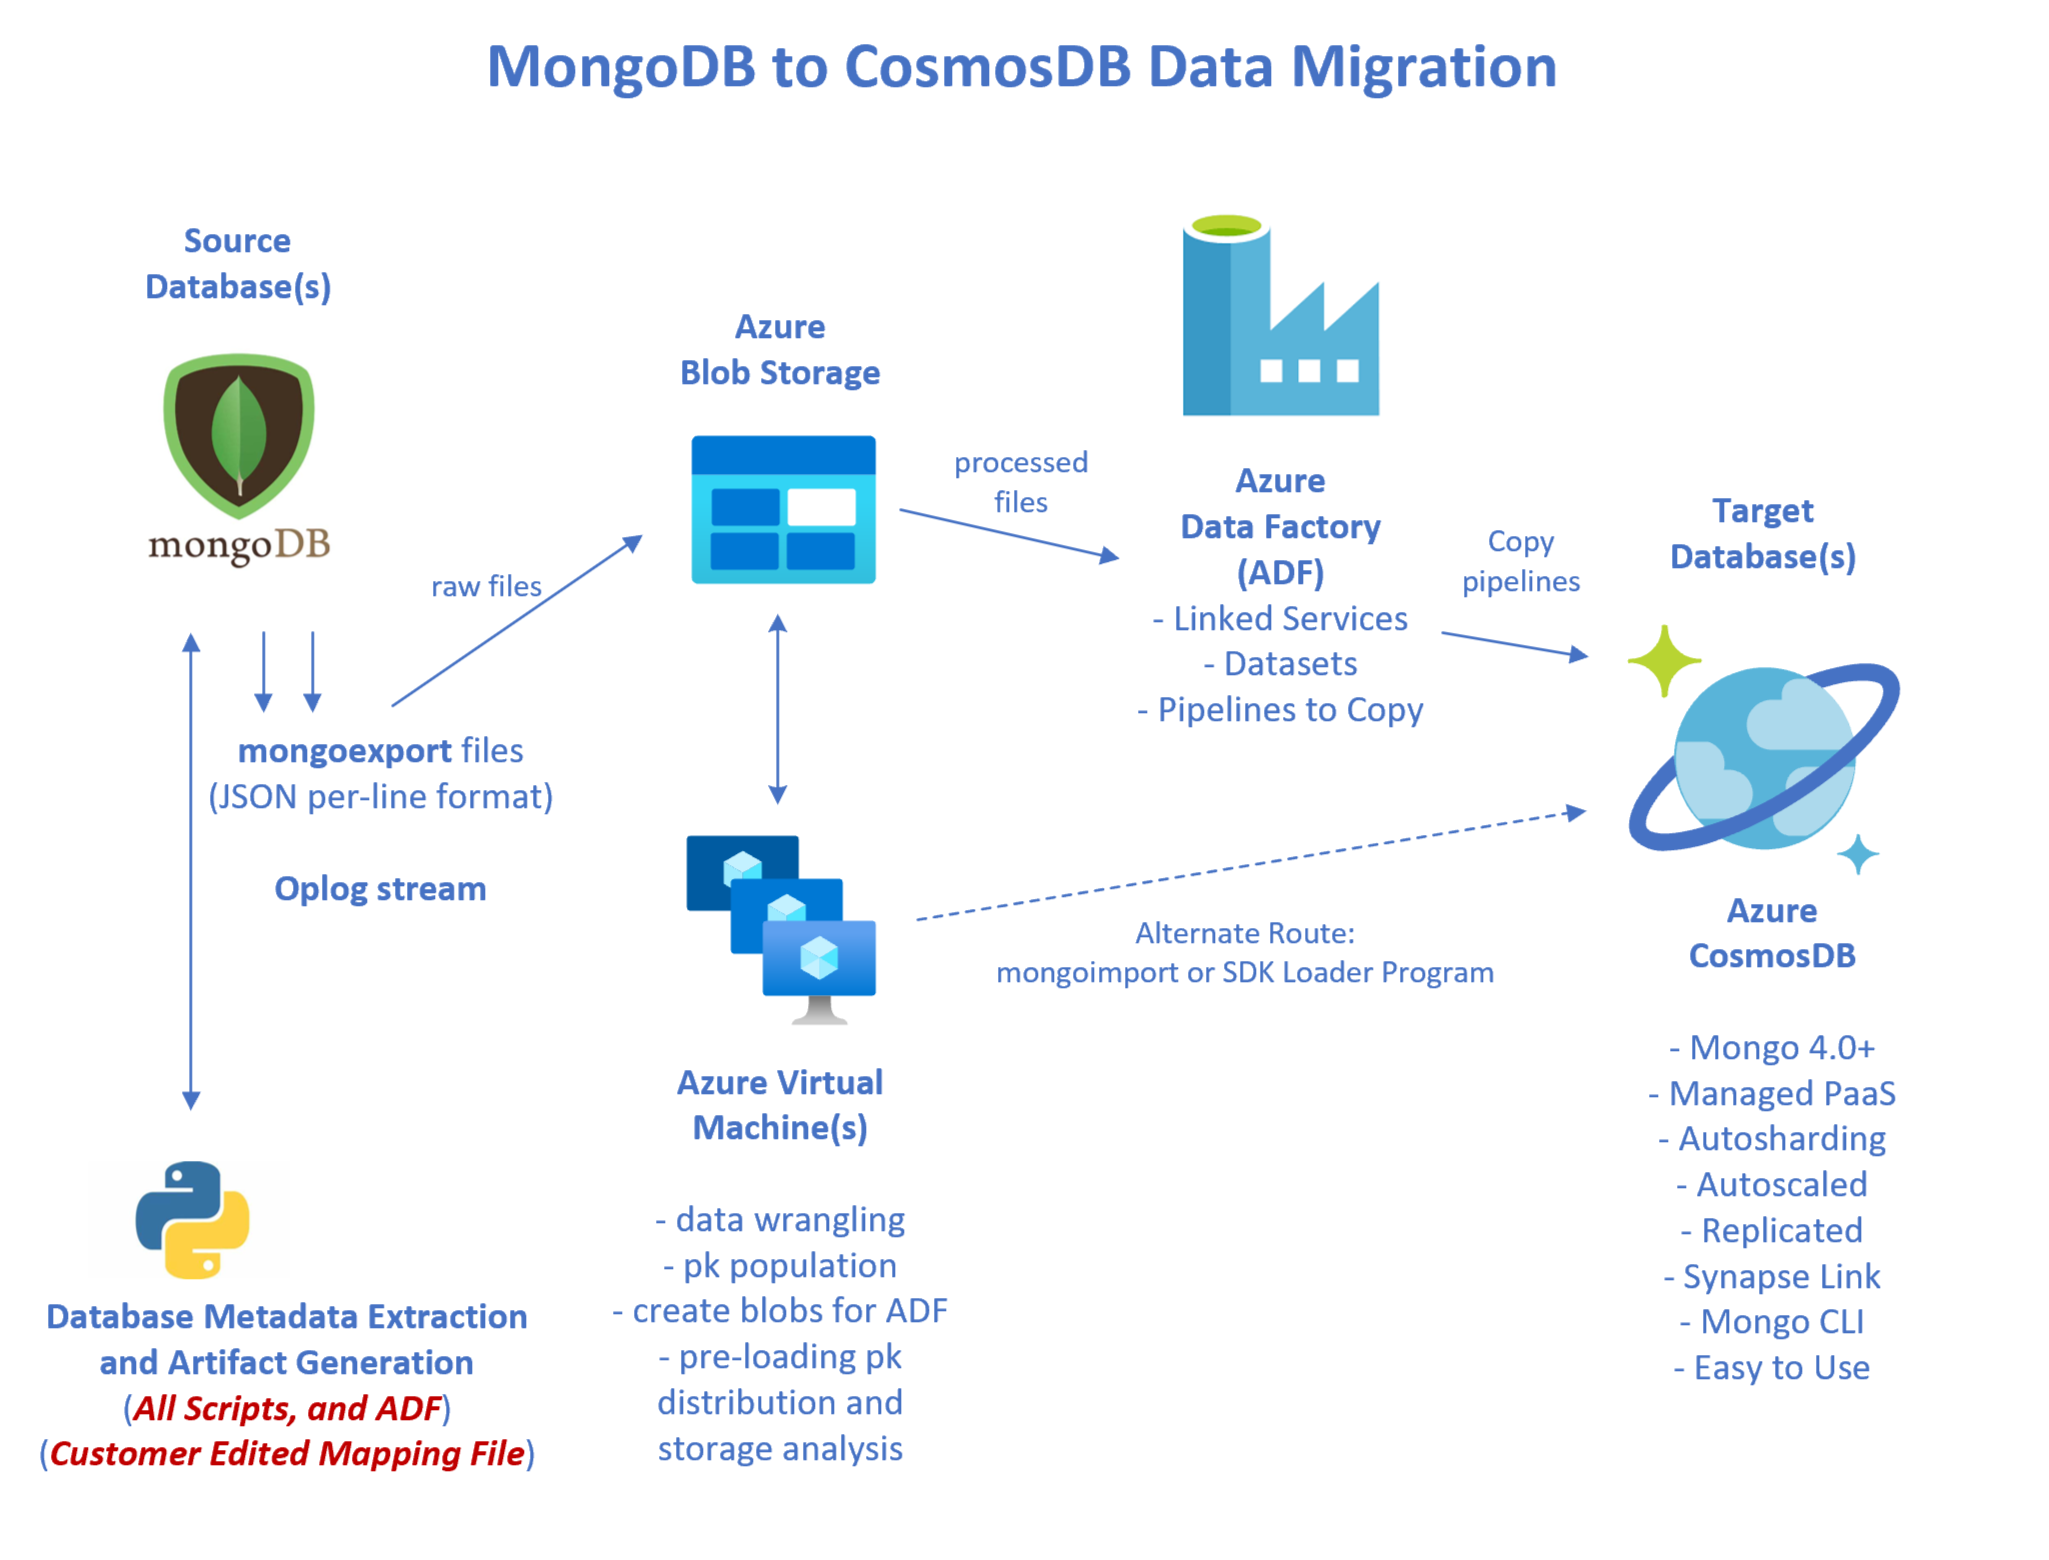 MongoDB to CosmosDB Data Migration
Source
Database(s)
mongoDB
raw files
mongoexport files
(JSON per-line format)
Oplog stream
Database Metadata Extraction
and Artifact Generation
(All Scripts, and ADF)
(Customer Edited Mapping File)
Azure
Blob Storage
processed
files
Azure Virtual
Machine(s)
- data wrangling
- pk population
- create blobs for ADF
- pre-loading pk
distribution and
storage analysis
Azure
Data Factory
(ADF)
- Linked Services
- Datasets
- Pipelines to Copy
Copy
pipelines
Alternate Route:
mongoimport or SDK Loader Program
Target
Database(s)
Azure
CosmosDB
- Mongo 4.0+
- Managed PaaS
- Autosharding
- Autoscaled
- Replicated
- Synapse Link
- Mongo CLI
- Easy to Use